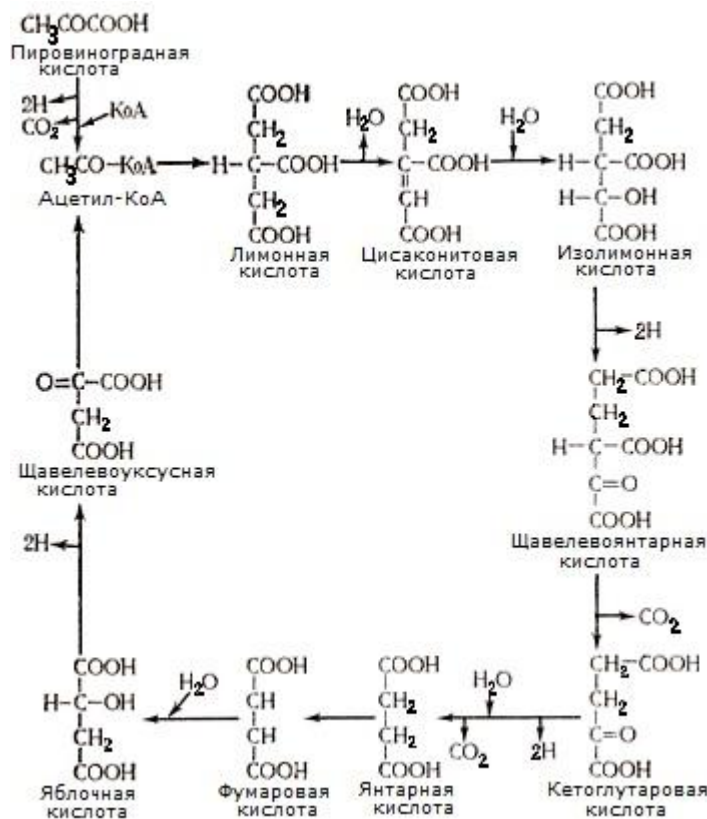 CH3COCOOH
Пировиноградная
кислота
2H
CO2
КоА
CH3CO–КоА
Ацетил-КоА
COOH
CH2
H–C–COOH
CH2
COOH
Лимонная
кислота
H2O
COOH
CH2
C–COOH
CH
COOH
Цисаконитовая
кислота
H2O
COOH
CH2
H–C–COOH
H–C–OH
COOH
Изолимонная
кислота
2H
CH2–COOH
CH2
H–C–COOH
C=O
COOH
Щавелевоянтарная
кислота
CO2
CH2–COOH
CH2
C=O
COOH
Кетоглутаровая
кислота
H2O
CO2
2H
COOH
CH2
CH2
COOH
Янтарная
кислота
COOH
CH
CH
COOH
Фумаровая
кислота
H2O
COOH
H–C–OH
CH2
COOH
Яблочная
кислота
2H
O=C–COOH
CH2
COOH
Щавелевоуксусная
кислота